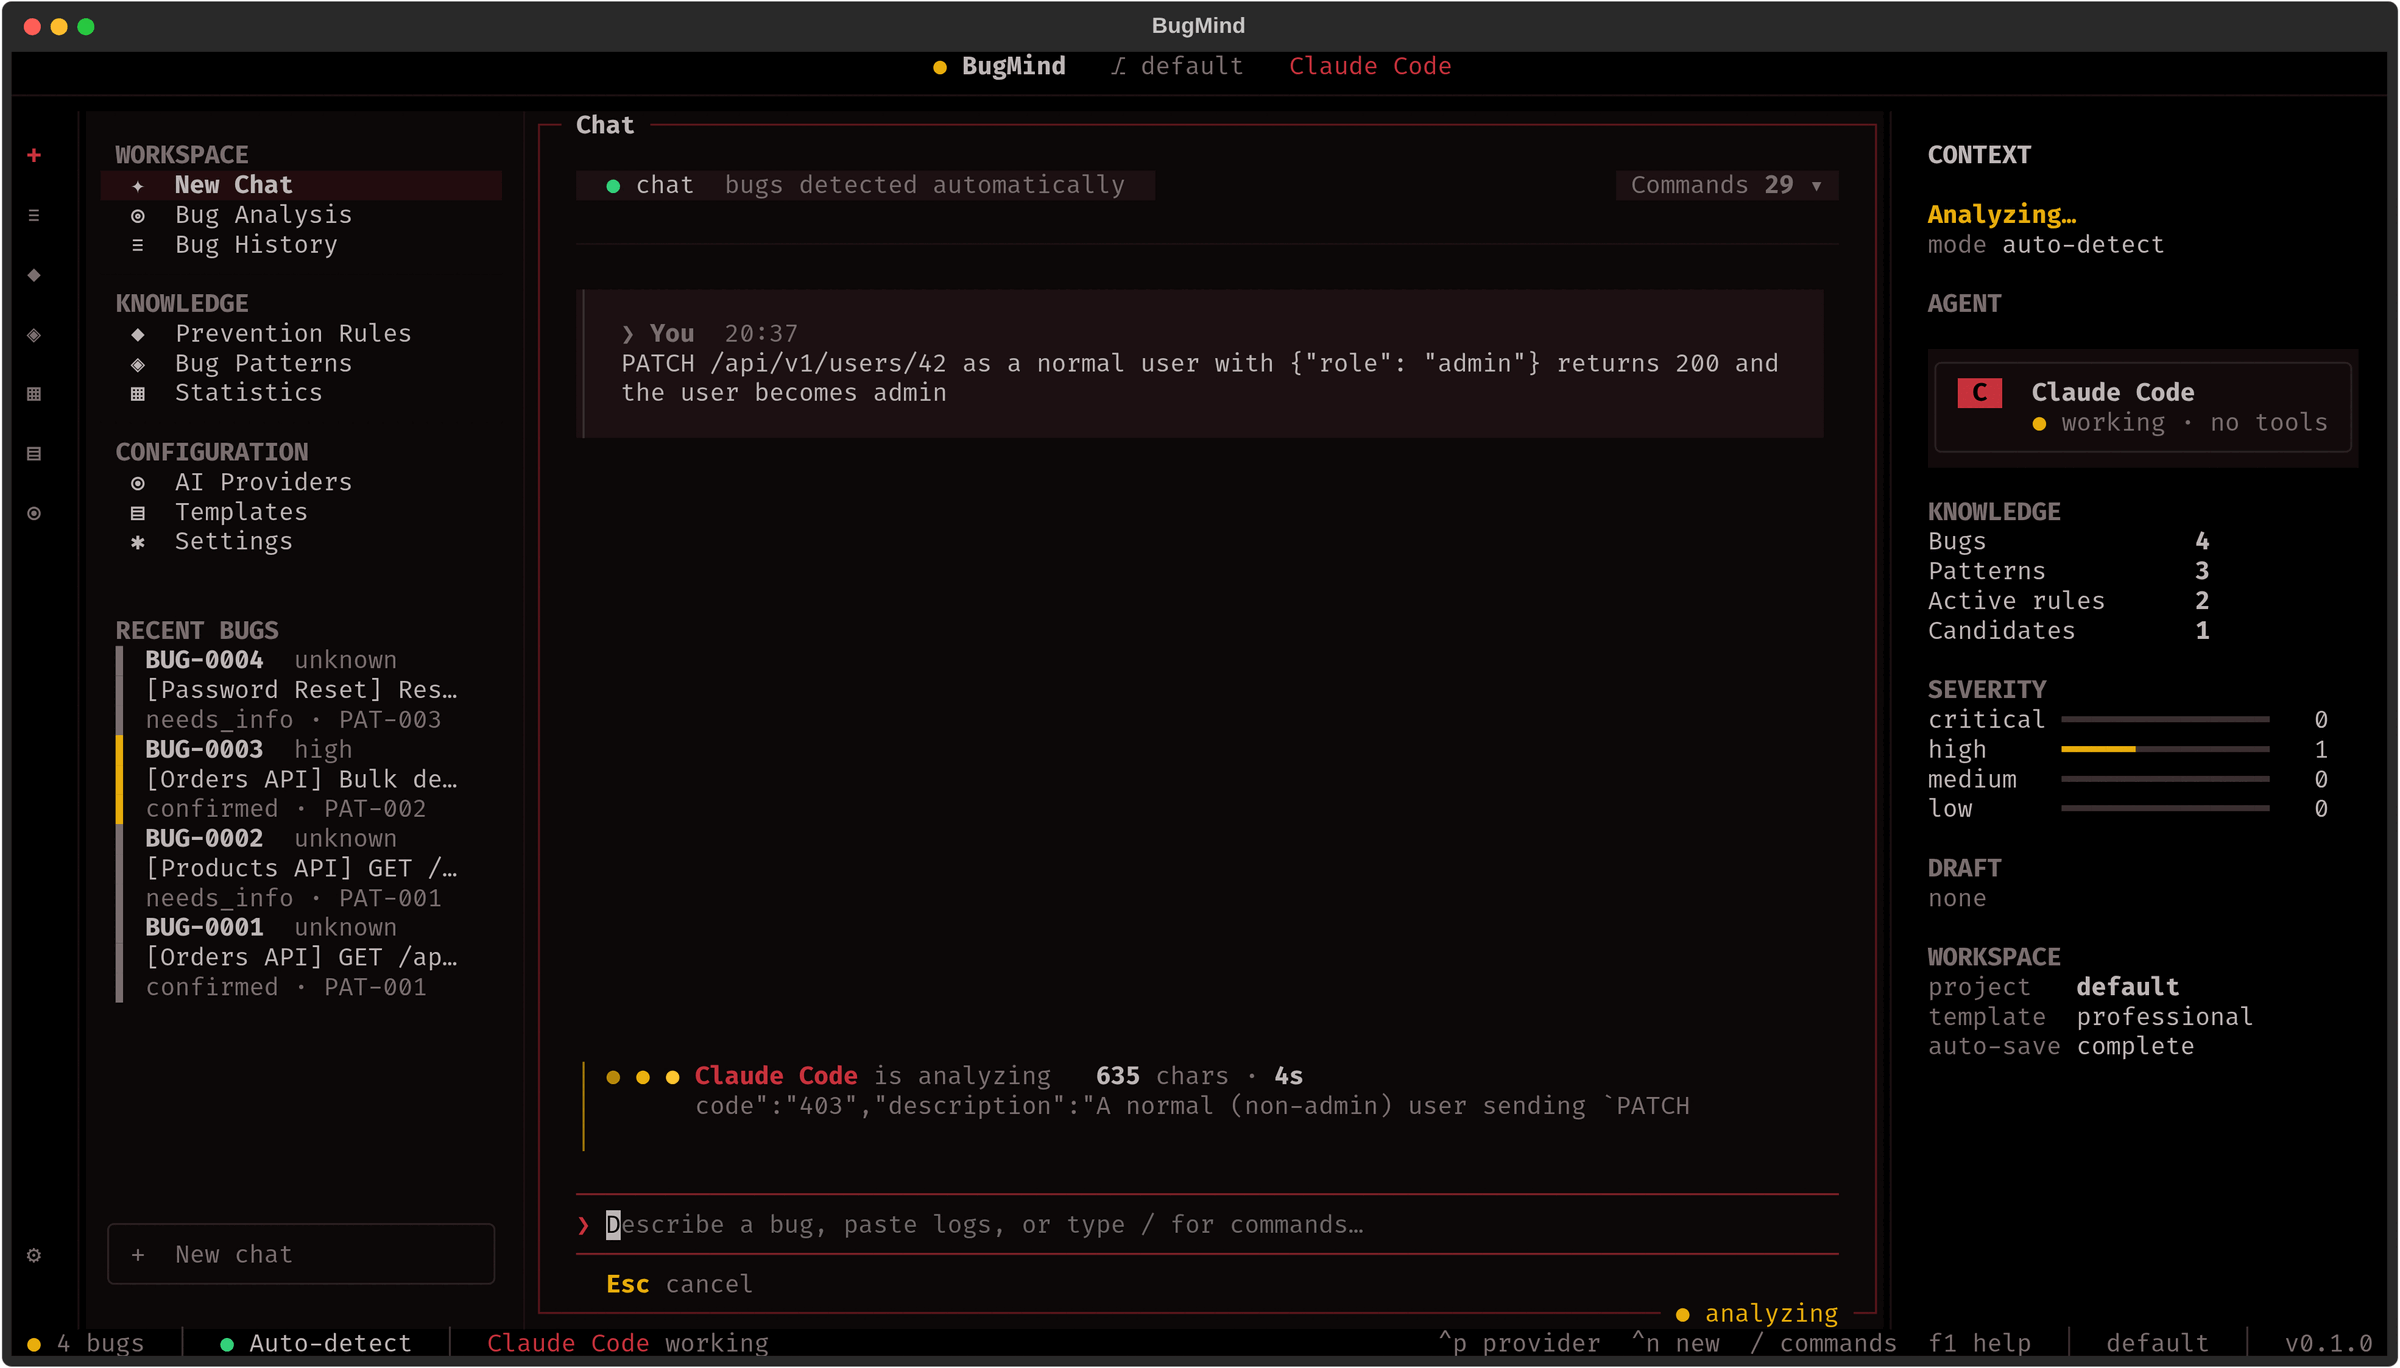 BugMind
● BugMind ⎇ default Claude Code
+
≡
◆
◈
▦
⊟
⊙
⚙
WORKSPACE
✦ New Chat
◎ Bug Analysis
≡ Bug History
KNOWLEDGE
◆ Prevention Rules
◈ Bug Patterns
▦ Statistics
CONFIGURATION
⊙ AI Providers
⊟ Templates
✱ Settings
RECENT BUGS
BUG-0004 unknown
[Password Reset] Res…
needs_info · PAT-003
BUG-0003 high
[Orders API] Bulk de…
confirmed · PAT-002
BUG-0002 unknown
[Products API] GET /…
needs_info · PAT-001
BUG-0001 unknown
[Orders API] GET /ap…
confirmed · PAT-001
+ New chat
Chat
● chat bugs detected automatically
Commands 29 ▾
❯ You 20:37
PATCH /api/v1/users/42 as a normal user with {"role": "admin"} returns 200 and
the user becomes admin
● ● ● Claude Code is analyzing 635 chars · 4s
code":"403","description":"A normal (non-admin) user sending `PATCH
❯ Describe a bug, paste logs, or type / for commands…
Esc cancel
● analyzing
CONTEXT
Analyzing…
mode auto-detect
AGENT
C Claude Code
● working · no tools
KNOWLEDGE
Bugs 4
Patterns 3
Active rules 2
Candidates 1
SEVERITY
critical 0
high 1
medium 0
low 0
DRAFT
none
WORKSPACE
project default
template professional
auto-save complete
● 4 bugs │ ● Auto-detect │ Claude Code working
^p provider ^n new / commands f1 help │ default │ v0.1.0